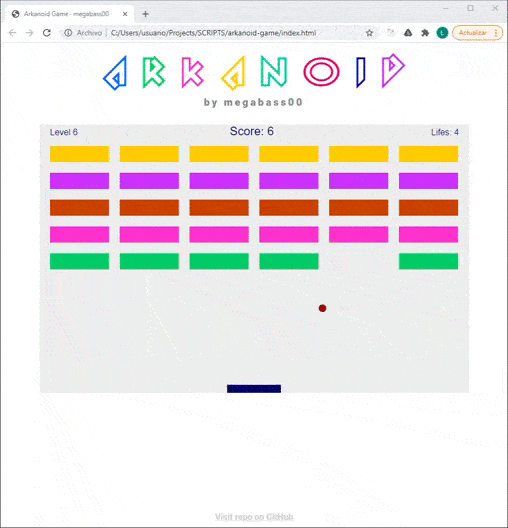 Arkanoid Game - megabass00
Archivo
C:/Users/usuario/Projects/SCRIPTS/arkanoid-game/index.html
Actualizar
ARKANOID
by megabass00
Level 6
Score: 6
Lifes: 4
Visit repo on GitHub